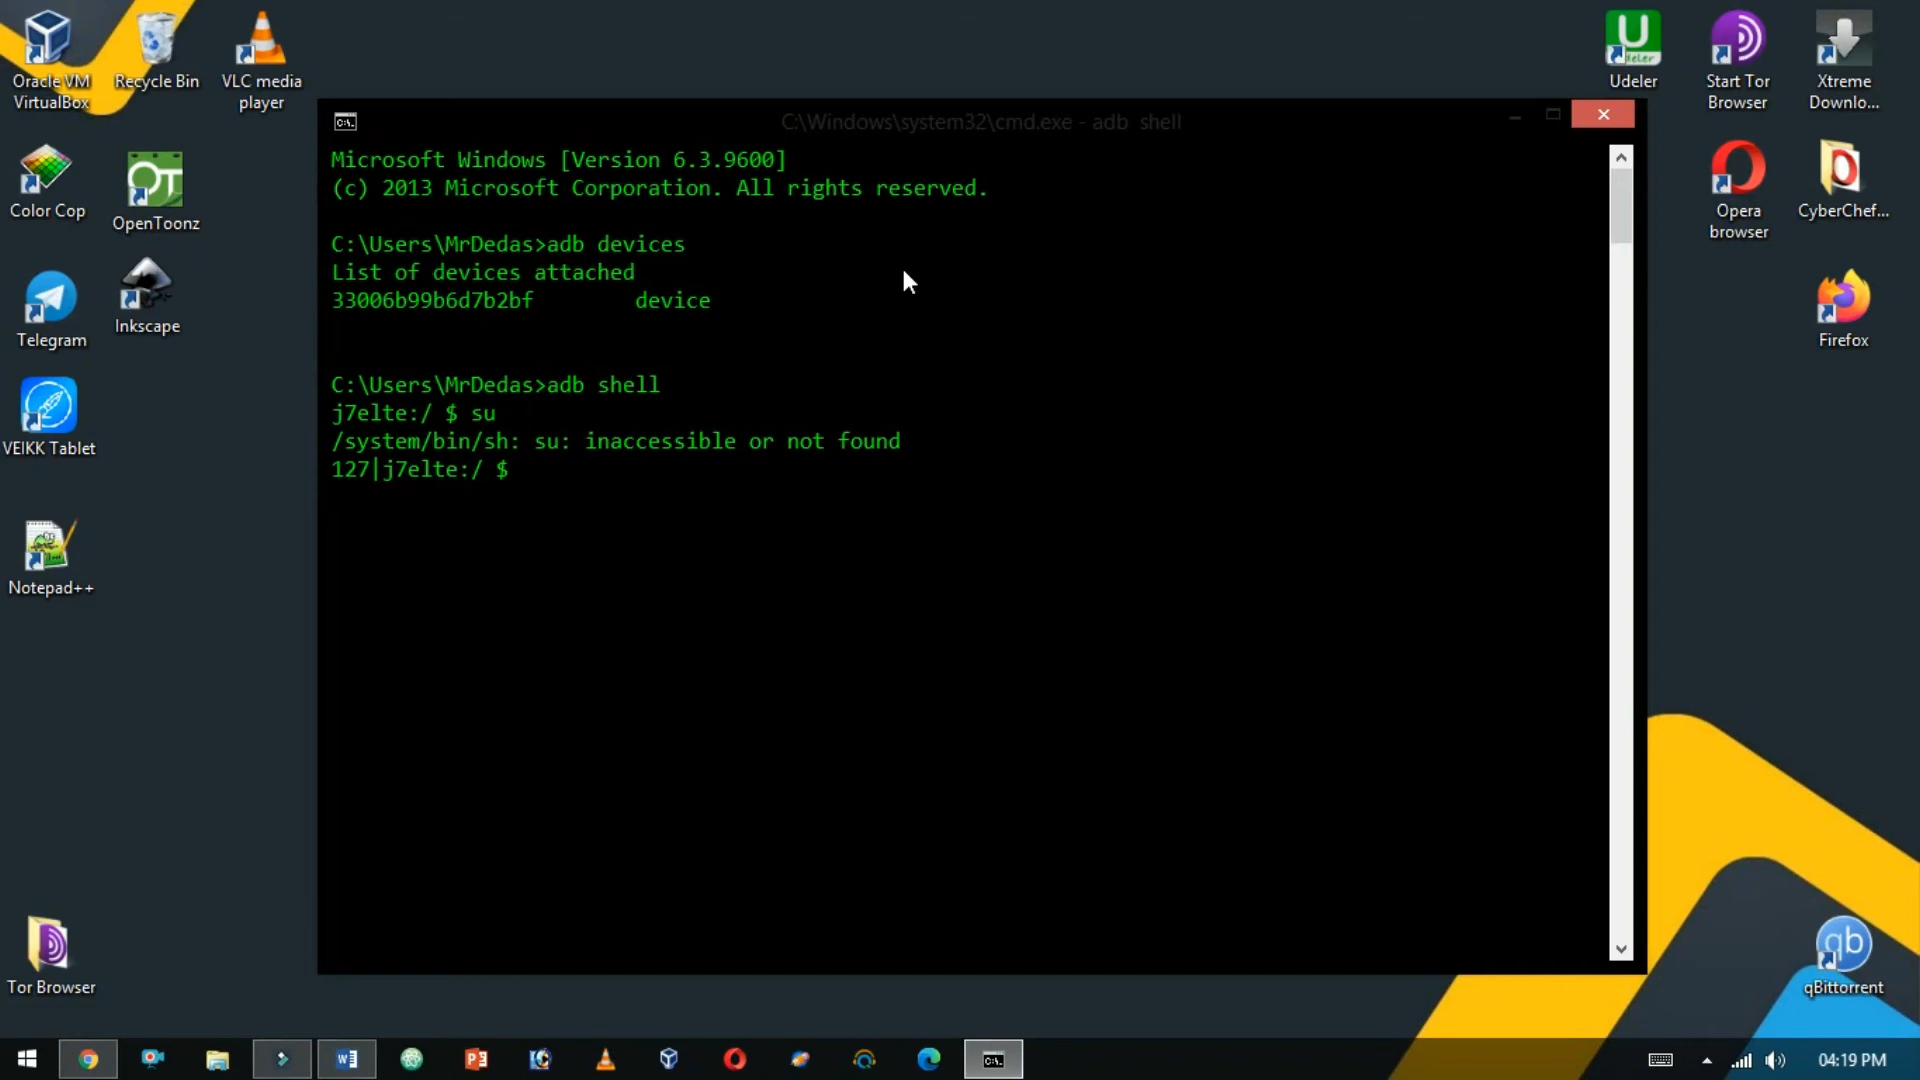 Oracle VM
VirtualBox
Recycle Bin
VLC media
player
Udeler
Start Tor
Browser
Xtreme
Downlo...
Color Cop
OpenToonz
Opera
browser
CyberChef...
Telegram
Inkscape
Firefox
VEIKK Tablet
Notepad++
Tor Browser
qBittorrent
C:\Windows\system32\cmd.exe - adb  shell
Microsoft Windows [Version 6.3.9600]
(c) 2013 Microsoft Corporation. All rights reserved.
C:\Users\MrDedas>adb devices
List of devices attached
33006b99b6d7b2bf        device
C:\Users\MrDedas>adb shell
j7elte:/ $ su
/system/bin/sh: su: inaccessible or not found
127|j7elte:/ $
04:19 PM